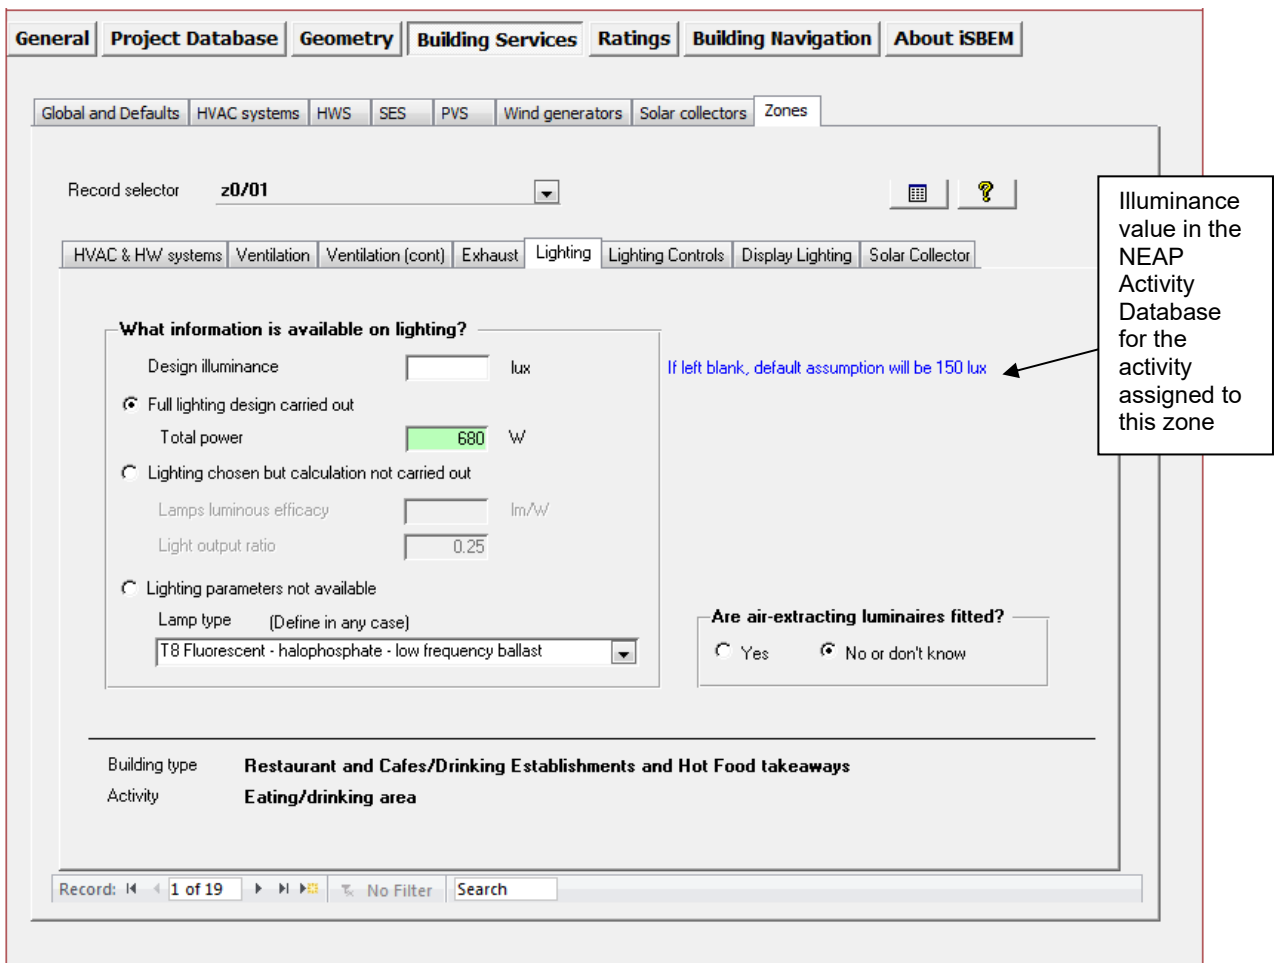 General Project Database Geometry Building Services Ratings Building Navigation About iSBEM
Global and Defaults HVAC systems HWS SES PVS Wind generators Solar collectors Zones
Record selector z0/01
HVAC & HW systems Ventilation Ventilation (cont) Exhaust Lighting Lighting Controls Display Lighting Solar Collector
Illuminance
value in the
NEAP
Activity
Database
for the
activity
assigned to
this zone
What information is available on lighting?
Design illuminance lux If left blank, default assumption will be 150 lux
Full lighting design carried out
Total power 680 W
Lighting chosen but calculation not carried out
Lamps luminous efficacy lm/W
Light output ratio 0.25
Lighting parameters not available
Lamp type (Define in any case)
T8 Fluorescent - halophosphate - low frequency ballast
Are air-extracting luminaires fitted?
Yes No or don't know
Building type Restaurant and Cafes/Drinking Establishments and Hot Food takeaways
Activity Eating/drinking area
Record: 1 of 19 No Filter Search